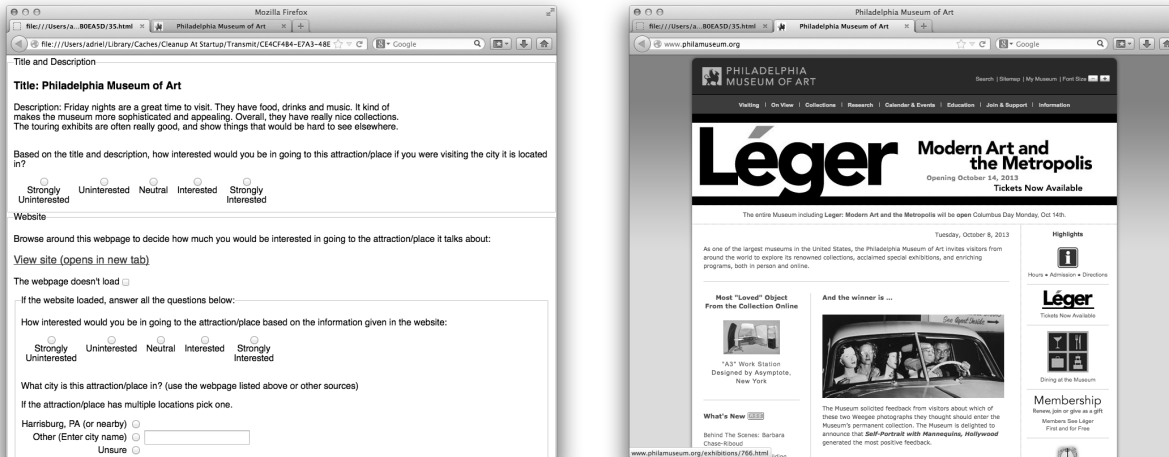 Mozilla Firefox
file:///Users/a...B0EA5D/35.html × Philadelphia Museum of Art × +
file:///Users/adriel/Library/Caches/Cleanup At Startup/Transmit/CE4CF4B4-E7A3-48E Google
Title and Description
Title: Philadelphia Museum of Art
Description: Friday nights are a great time to visit. They have food, drinks and music. It kind of
makes the museum more sophisticated and appealing. Overall, they have really nice collections.
The touring exhibits are often really good, and show things that would be hard to see elsewhere.
Based on the title and description, how interested would you be in going to this attraction/place if you were visiting the city it is located
in?
Strongly Uninterested Neutral Interested Strongly
Uninterested Interested
Website
Browse around this webpage to decide how much you would be interested in going to the attraction/place it talks about:
View site (opens in new tab)
The webpage doesn't load
If the website loaded, answer all the questions below:
How interested would you be in going to the attraction/place based on the information given in the website:
Strongly Uninterested Neutral Interested Strongly
Uninterested Interested
What city is this attraction/place in? (use the webpage listed above or other sources)
If the attraction/place has multiple locations pick one.
Harrisburg, PA (or nearby)
Other (Enter city name)
Unsure
Philadelphia Museum of Art
file:///Users/a...B0EA5D/35.html × Philadelphia Museum of Art × +
www.philamuseum.org Google
PHILADELPHIA
MUSEUM OF ART
Search | Sitemap | My Museum | Font Size - +
Visiting | On View | Collections | Research | Calendar & Events | Education | Join & Support | Information
Léger
Modern Art and
the Metropolis
Opening October 14, 2013
Tickets Now Available
The entire Museum including Leger: Modern Art and the Metropolis will be open Columbus Day Monday, Oct 14th.
Tuesday, October 8, 2013
As one of the largest museums in the United States, the Philadelphia Museum of Art invites visitors from
around the world to explore its renowned collections, acclaimed special exhibitions, and enriching
programs, both in person and online.
Most "Loved" Object
From the Collection Online
"A3" Work Station
Designed by Asymptote,
New York
What's New
Behind The Scenes: Barbara
Chase-Riboud
And the winner is ...
The Museum solicited feedback from visitors about which of
these two Weegee photographs they thought should enter the
Museum's permanent collection. The Museum is delighted to
announce that Self-Portrait with Mannequins, Hollywood
generated the most positive feedback.
Highlights
i
Hours • Admission • Directions
Léger
Tickets Now Available
Dining at the Museum
Membership
Renew, join or give as a gift
Members See Léger
First and for Free
www.philamuseum.org/exhibitions/766.html